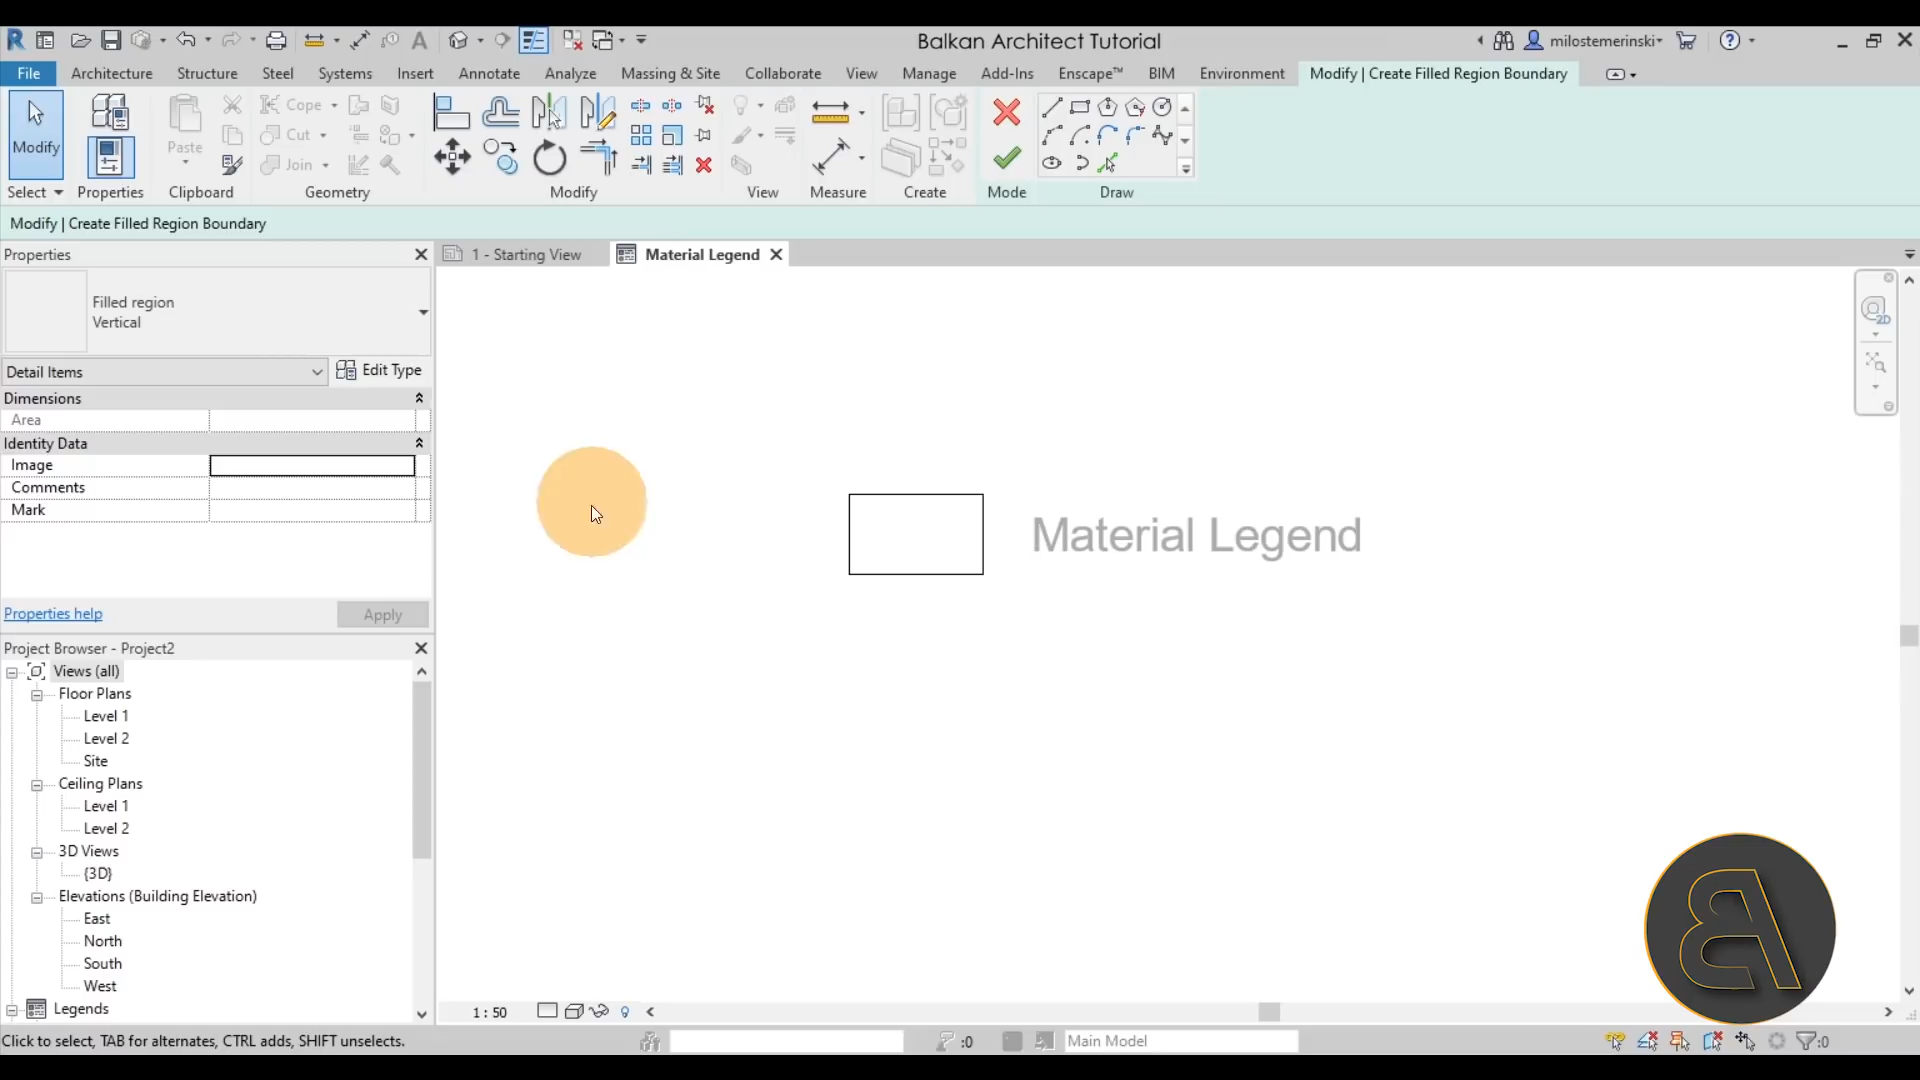 Balkan Architect Tutorial
milostemerinski
File Architecture Structure Steel Systems Insert Annotate Analyze Massing & Site Collaborate View Manage Add-Ins Enscape™ BIM Environment Modify | Create Filled Region Boundary
Modify
Paste
Cope
Cut
Join
Select Properties Clipboard Geometry Modify View Measure Create Mode Draw
Modify | Create Filled Region Boundary
Properties
1 - Starting View
Material Legend
Filled region
Vertical
Detail Items
Edit Type
Dimensions
Area
Identity Data
Image
Comments
Mark
Properties help
Apply
Material Legend
2D
Project Browser - Project2
Views (all)
Floor Plans
Level 1
Level 2
Site
Ceiling Plans
Level 1
Level 2
3D Views
{3D}
Elevations (Building Elevation)
East
North
South
West
Legends
1 : 50
Click to select, TAB for alternates, CTRL adds, SHIFT unselects.
:0
Main Model
:0